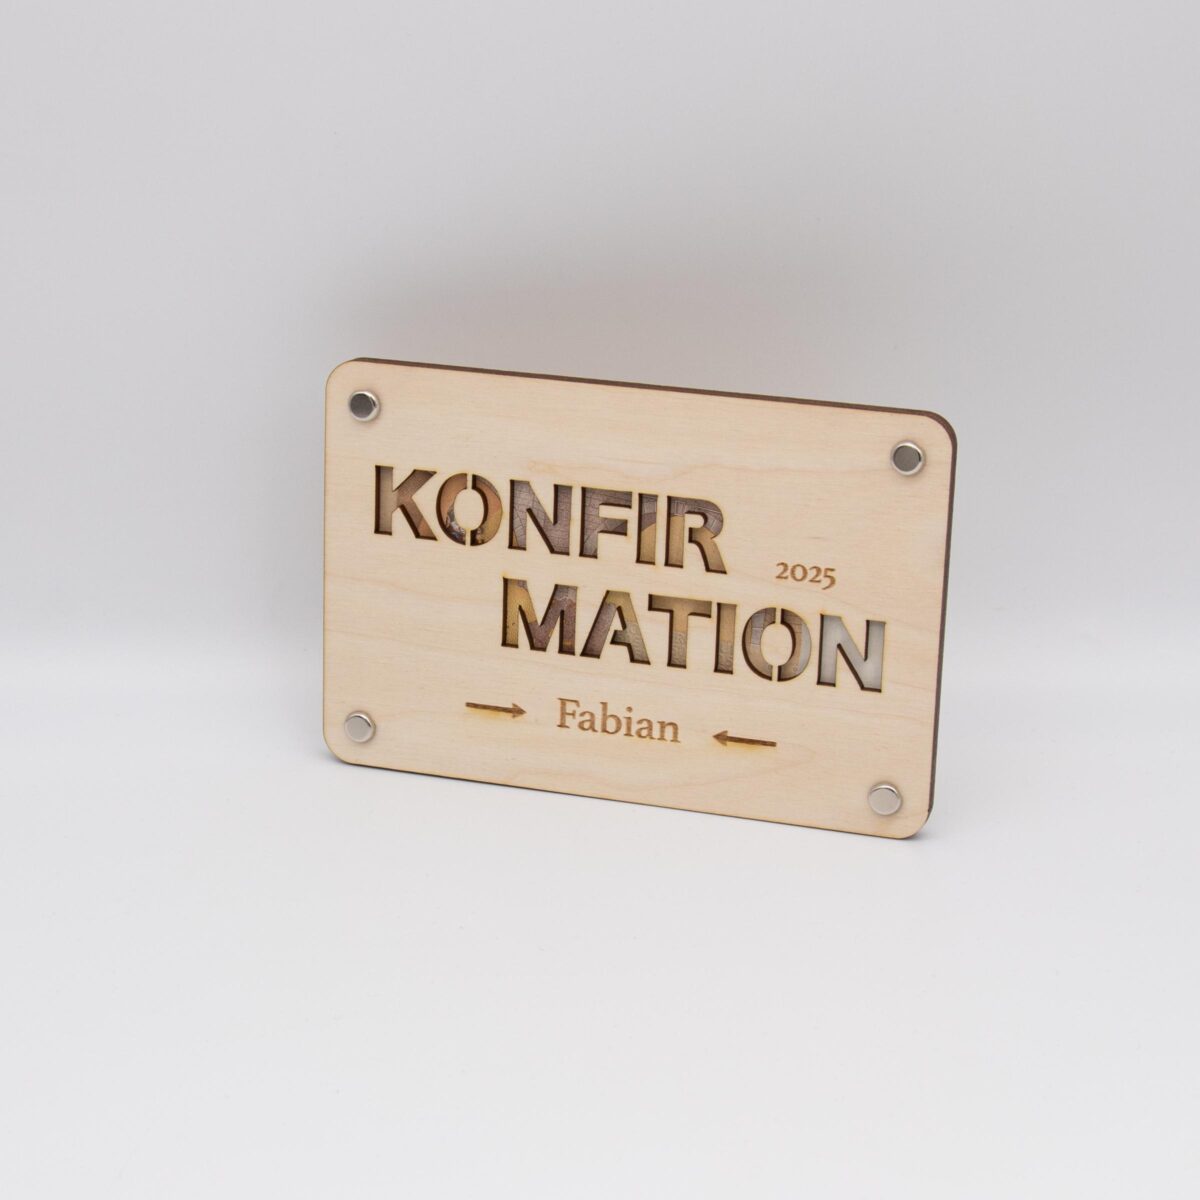 KONFIR
2025
MATION
→ Fabian ←